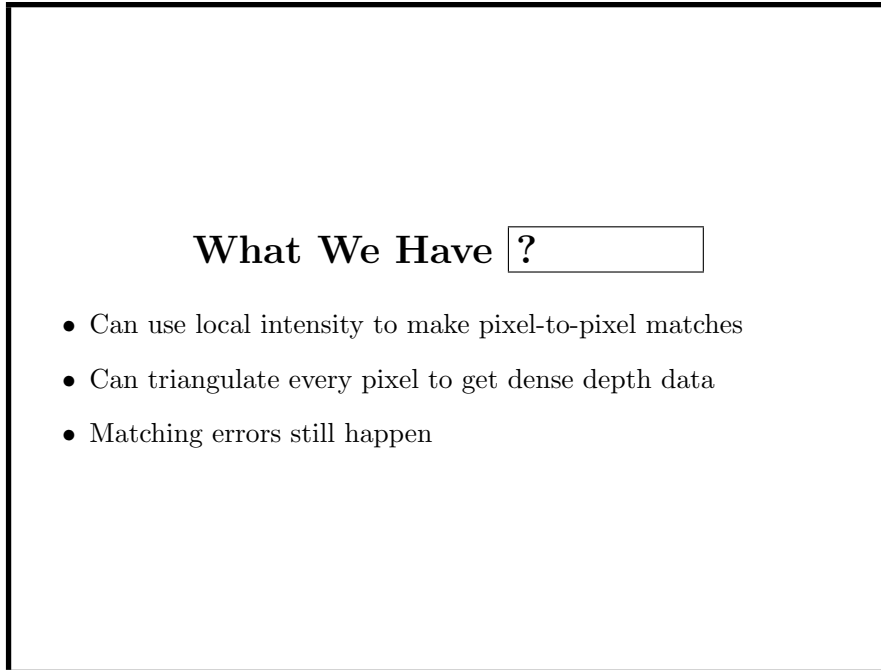 What We Have ?
• Can use local intensity to make pixel-to-pixel matches
• Can triangulate every pixel to get dense depth data
• Matching errors still happen